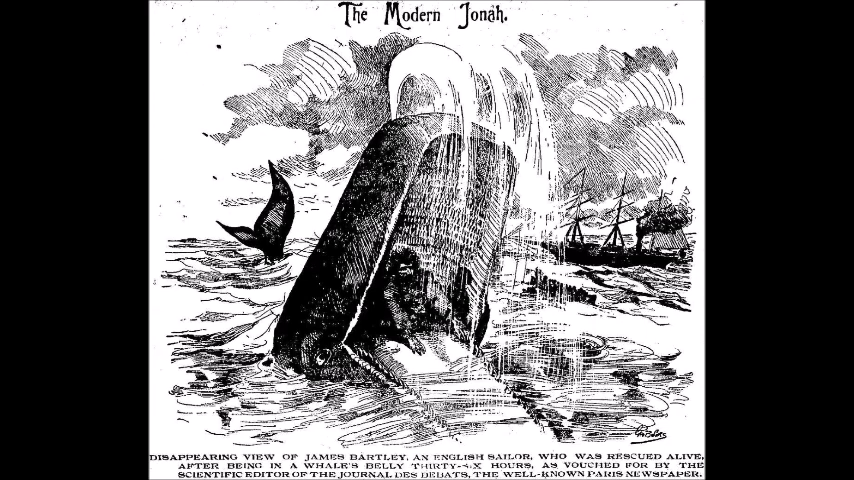 The Modern Jonah.
DISAPPEARING VIEW OF JAMES BARTLEY, AN ENGLISH SAILOR, WHO WAS RESCUED ALIVE,
AFTER BEING IN A WHALE'S BELLY THIRTY-SIX HOURS, AS VOUCHED FOR BY THE
SCIENTIFIC EDITOR OF THE JOURNAL DES DEBATS, THE WELL-KNOWN PARIS NEWSPAPER.